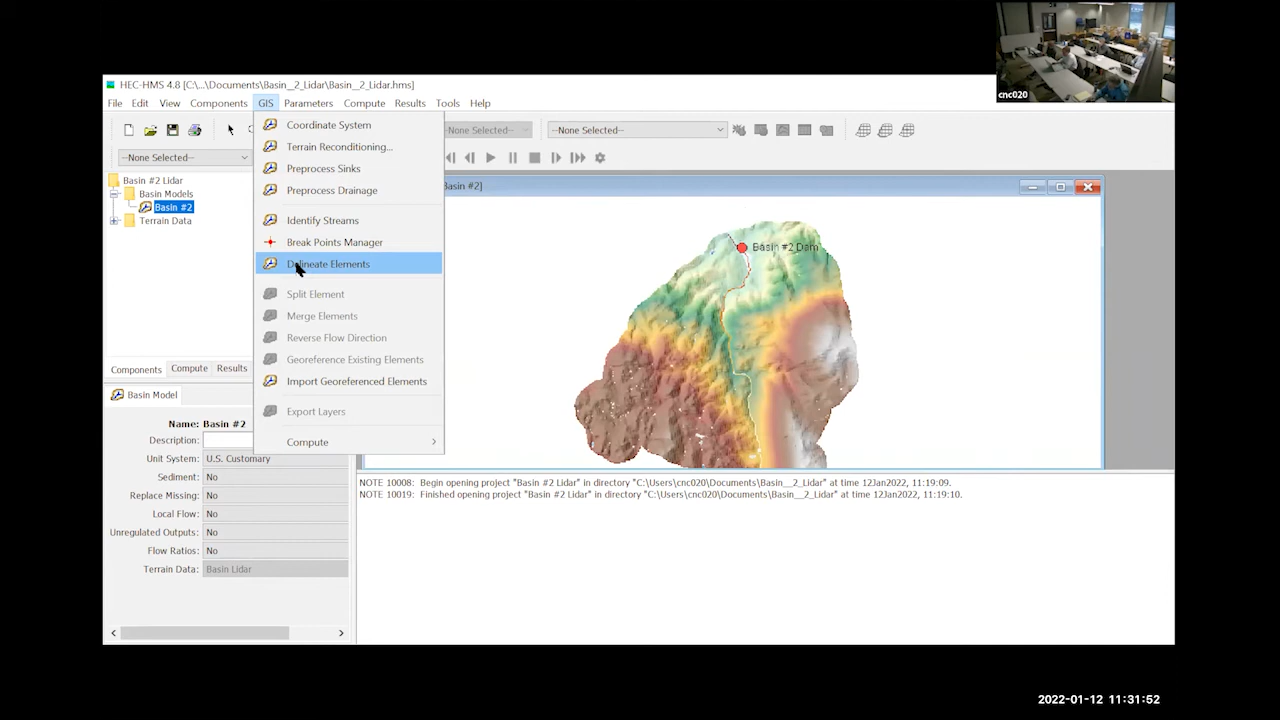 cnc020
HEC-HMS 4.8 [C:\...\Documents\Basin__2_Lidar\Basin__2_Lidar.hms]
File Edit View Components GIS Parameters Compute Results Tools Help
--None Selected--
None Selected--
--None Selected--
Coordinate System
Terrain Reconditioning...
Preprocess Sinks
Preprocess Drainage
Identify Streams
Break Points Manager
Delineate Elements
Split Element
Merge Elements
Reverse Flow Direction
Georeference Existing Elements
Import Georeferenced Elements
Export Layers
Compute
Basin #2 Lidar
Basin Models
Basin #2
Terrain Data
Basin #2]
Basin #2 Dam
Components Compute Results
Basin Model
Name: Basin #2
Description:
Unit System: U.S. Customary
Sediment: No
Replace Missing: No
Local Flow: No
Unregulated Outputs: No
Flow Ratios: No
Terrain Data: Basin Lidar
NOTE 10008: Begin opening project "Basin #2 Lidar" in directory "C:\Users\cnc020\Documents\Basin__2_Lidar" at time 12Jan2022, 11:19:09.
NOTE 10019: Finished opening project "Basin #2 Lidar" in directory "C:\Users\cnc020\Documents\Basin__2_Lidar" at time 12Jan2022, 11:19:10.
2022-01-12 11:31:52